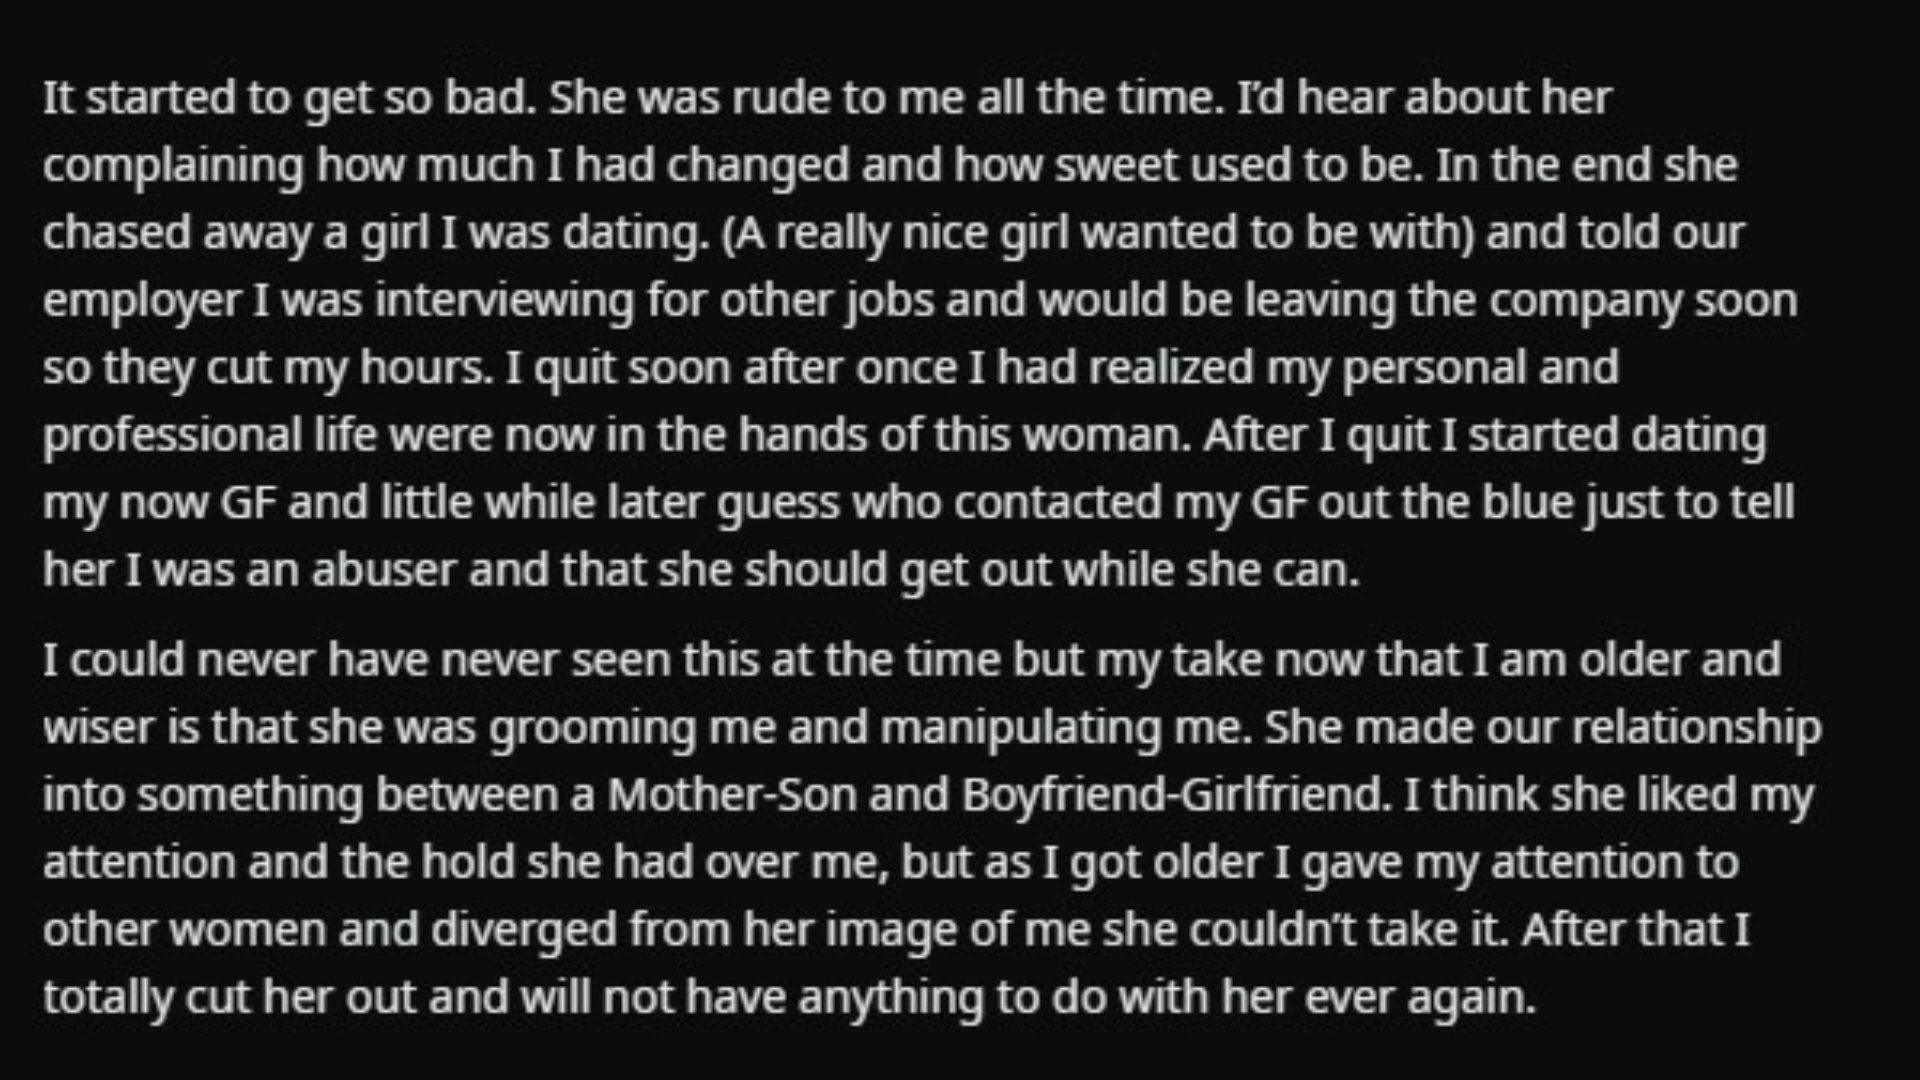 It started to get so bad. She was rude to me all the time. I'd hear about her
complaining how much I had changed and how sweet used to be. In the end she
chased away a girl I was dating. (A really nice girl wanted to be with) and told our
employer I was interviewing for other jobs and would be leaving the company soon
so they cut my hours. I quit soon after once I had realized my personal and
professional life were now in the hands of this woman. After I quit I started dating
my now GF and little while later guess who contacted my GF out the blue just to tell
her I was an abuser and that she should get out while she can.
I could never have never seen this at the time but my take now that I am older and
wiser is that she was grooming me and manipulating me. She made our relationship
into something between a Mother-Son and Boyfriend-Girlfriend. I think she liked my
attention and the hold she had over me, but as I got older I gave my attention to
other women and diverged from her image of me she couldn't take it. After that I
totally cut her out and will not have anything to do with her ever again.